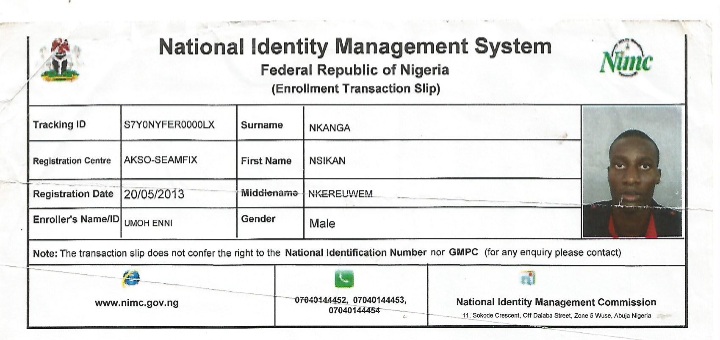 National Identity Management System
Federal Republic of Nigeria
(Enrollment Transaction Slip)
Nimc
Tracking ID S7Y0NYFER0000LX Surname NKANGA
Registration Centre AKSO-SEAMFIX First Name NSIKAN
Registration Date 20/05/2013 Middlename NKEREUWEM
Enroller's Name/ID UMOH ENNI Gender Male
Note: The transaction slip does not confer the right to the National Identification Number nor GMPC (for any enquiry please contact)
www.nimc.gov.ng
07040144452, 07040144453,
07040144454
National Identity Management Commission
11, Sokode Crescent, Off Dalaba Street, Zone 5 Wuse, Abuja Nigeria